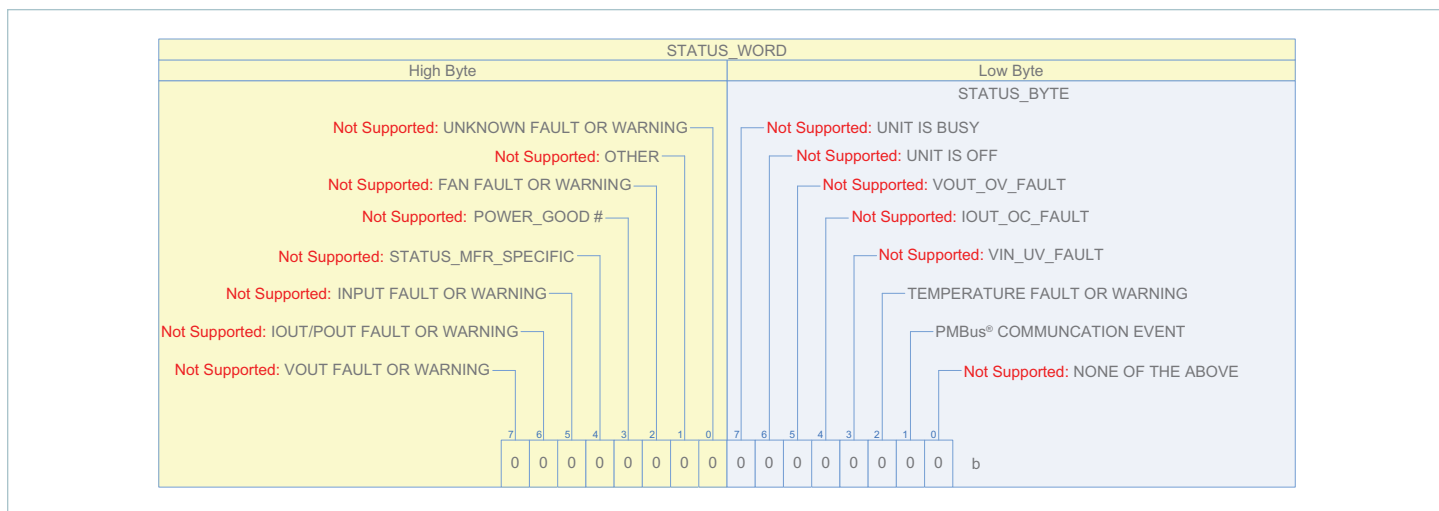 STATUS_WORD
High Byte
Low Byte
STATUS_BYTE
Not Supported: UNKNOWN FAULT OR WARNING
Not Supported: OTHER
Not Supported: FAN FAULT OR WARNING
Not Supported: POWER_GOOD #
Not Supported: STATUS_MFR_SPECIFIC
Not Supported: INPUT FAULT OR WARNING
Not Supported: IOUT/POUT FAULT OR WARNING
Not Supported: VOUT FAULT OR WARNING
Not Supported: UNIT IS BUSY
Not Supported: UNIT IS OFF
Not Supported: VOUT_OV_FAULT
Not Supported: IOUT_OC_FAULT
Not Supported: VIN_UV_FAULT
TEMPERATURE FAULT OR WARNING
PMBus® COMMUNCATION EVENT
Not Supported: NONE OF THE ABOVE
7 6 5 4 3 2 1 0 7 6 5 4 3 2 1 0
0 0 0 0 0 0 0 0 0 0 0 0 0 0 0 0 b